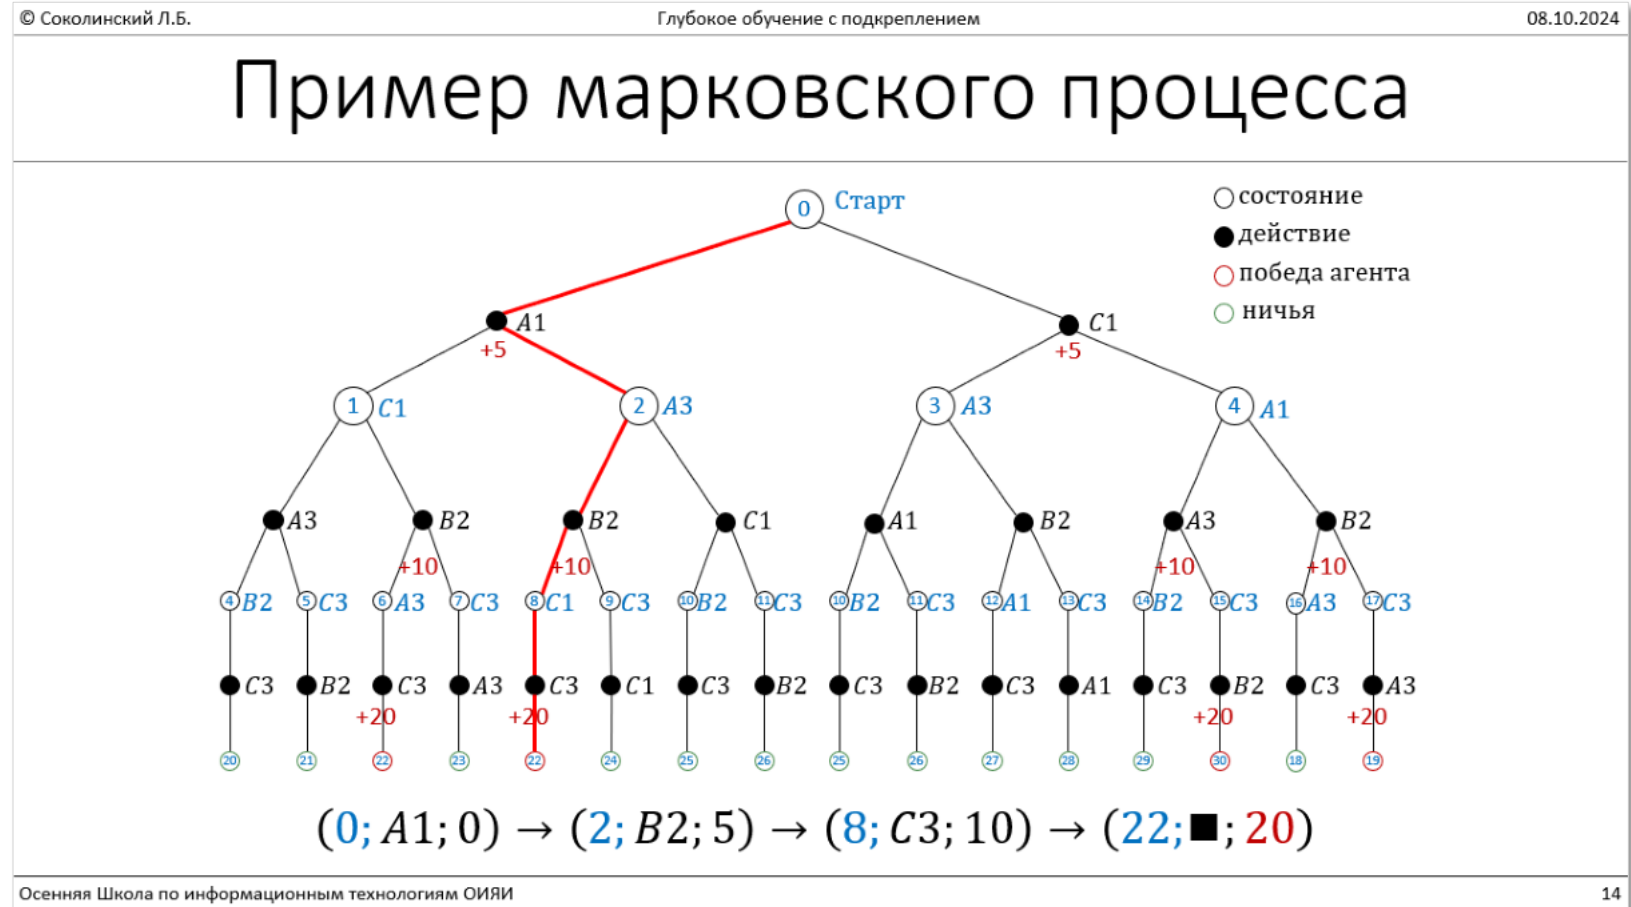 © Соколинский Л.Б. Глубокое обучение с подкреплением 08.10.2024
Пример марковского процесса
0 Старт
состояние
действие
победа агента
ничья
A1 C1
+5 +5
1 C1 2 A3 3 A3 4 A1
A3 B2 B2 C1 A1 B2 A3 B2
+10 +10 +10 +10
4 B2 5 C3 6 A3 7 C3 8 C1 9 C3 10 B2 11 C3 10 B2 11 C3 12 A1 13 C3 14 B2 15 C3 16 A3 17 C3
C3 B2 C3 A3 C3 C1 C3 B2 C3 B2 C3 A1 C3 B2 C3 A3
+20 +20 +20 +20
20 21 22 23 22 24 25 26 25 26 27 28 29 30 18 19
(0; A1; 0) → (2; B2; 5) → (8; C3; 10) → (22; ■; 20)
Осенняя Школа по информационным технологиям ОИЯИ 14